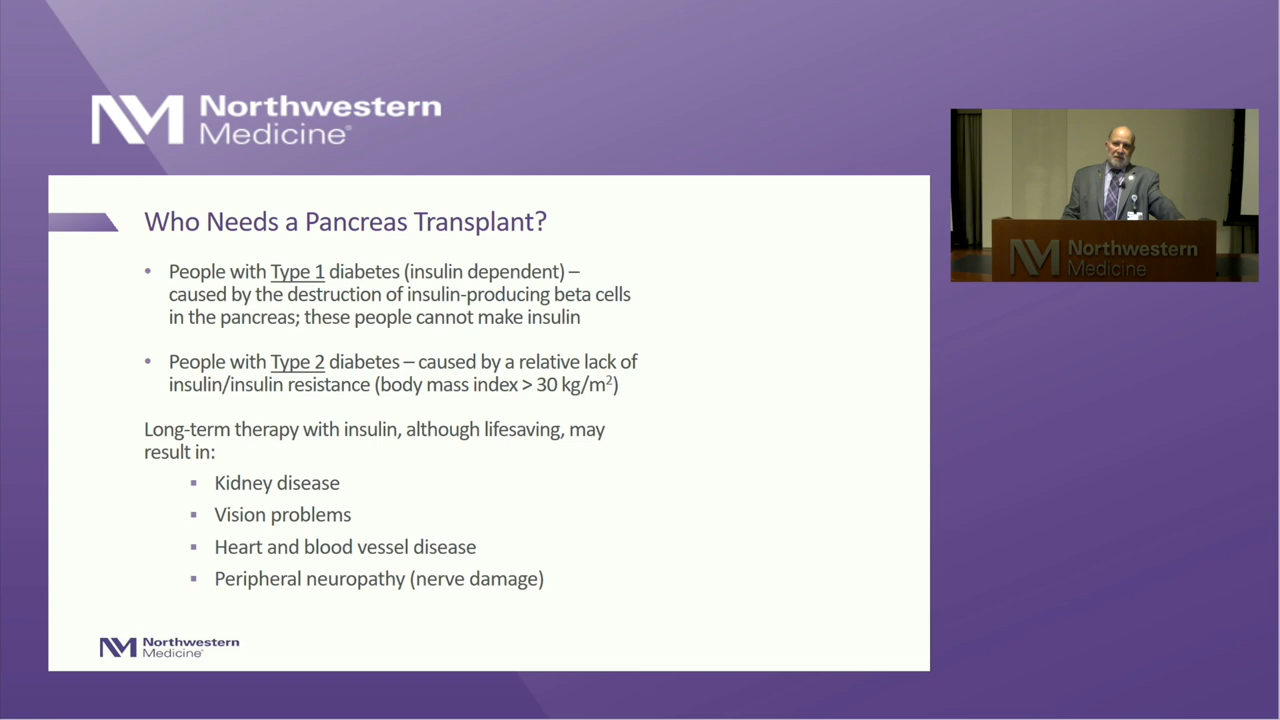 Northwestern
Medicine®
Who Needs a Pancreas Transplant?
• People with Type 1 diabetes (insulin dependent) –
caused by the destruction of insulin-producing beta cells
in the pancreas; these people cannot make insulin
• People with Type 2 diabetes – caused by a relative lack of
insulin/insulin resistance (body mass index > 30 kg/m²)
Long-term therapy with insulin, although lifesaving, may
result in:
▪ Kidney disease
▪ Vision problems
▪ Heart and blood vessel disease
▪ Peripheral neuropathy (nerve damage)
Northwestern
Medicine®
Northwestern
Medicine